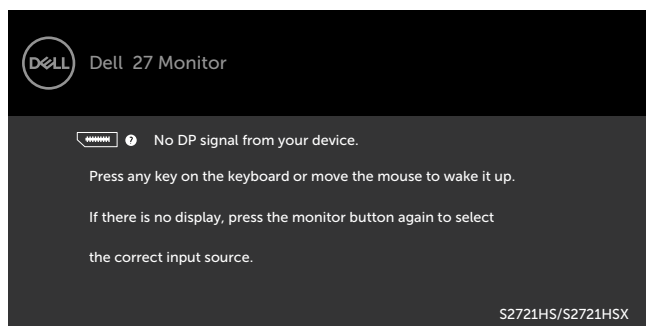 DELL
Dell 27 Monitor
? No DP signal from your device.
Press any key on the keyboard or move the mouse to wake it up.
If there is no display, press the monitor button again to select
the correct input source.
S2721HS/S2721HSX